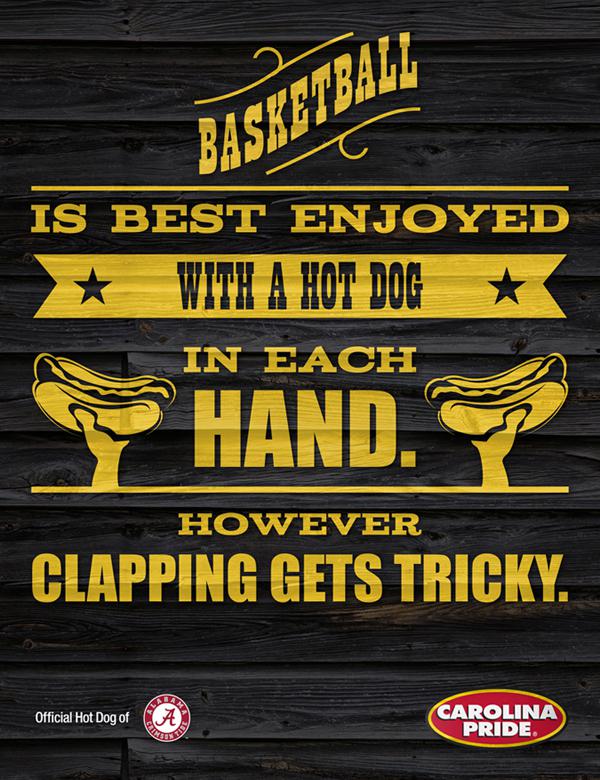 BASKETBALL
IS BEST ENJOYED
WITH A HOT DOG
IN EACH
HAND.
HOWEVER
CLAPPING GETS TRICKY.
Official Hot Dog of
ALABAMA
A
CRIMSON TIDE
CAROLINA
PRIDE®